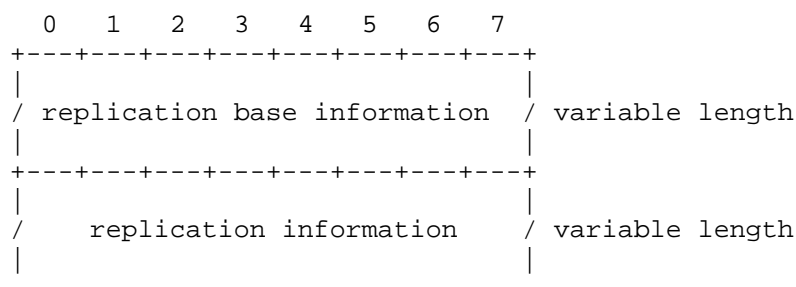 0   1   2   3   4   5   6   7
+---+---+---+---+---+---+---+---+
|                               |
/ replication base information  / variable length
|                               |
+---+---+---+---+---+---+---+---+
|                               |
/    replication information    / variable length
|                               |